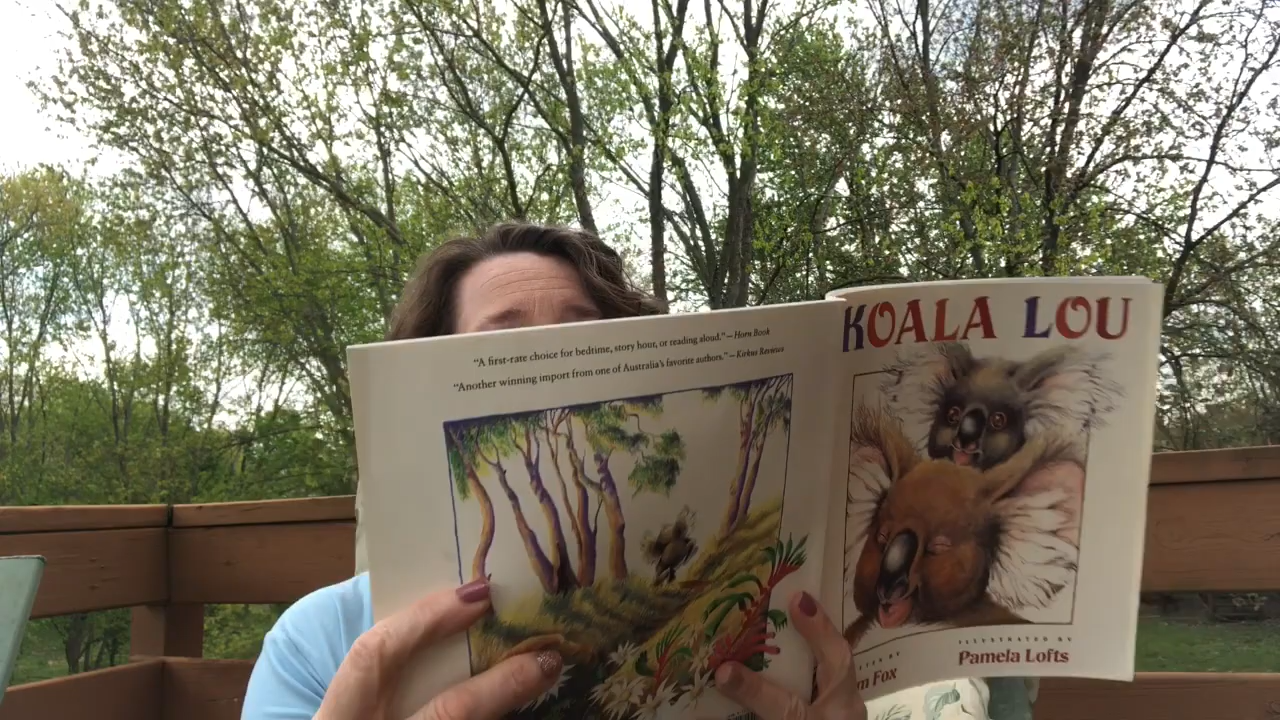 "A first-rate choice for bedtime, story hour, or reading aloud."—Horn Book
"Another winning import from one of Australia's favorite authors."—Kirkus Reviews
KOALA LOU
ILLUSTRATED BY
Pamela Lofts
Fox